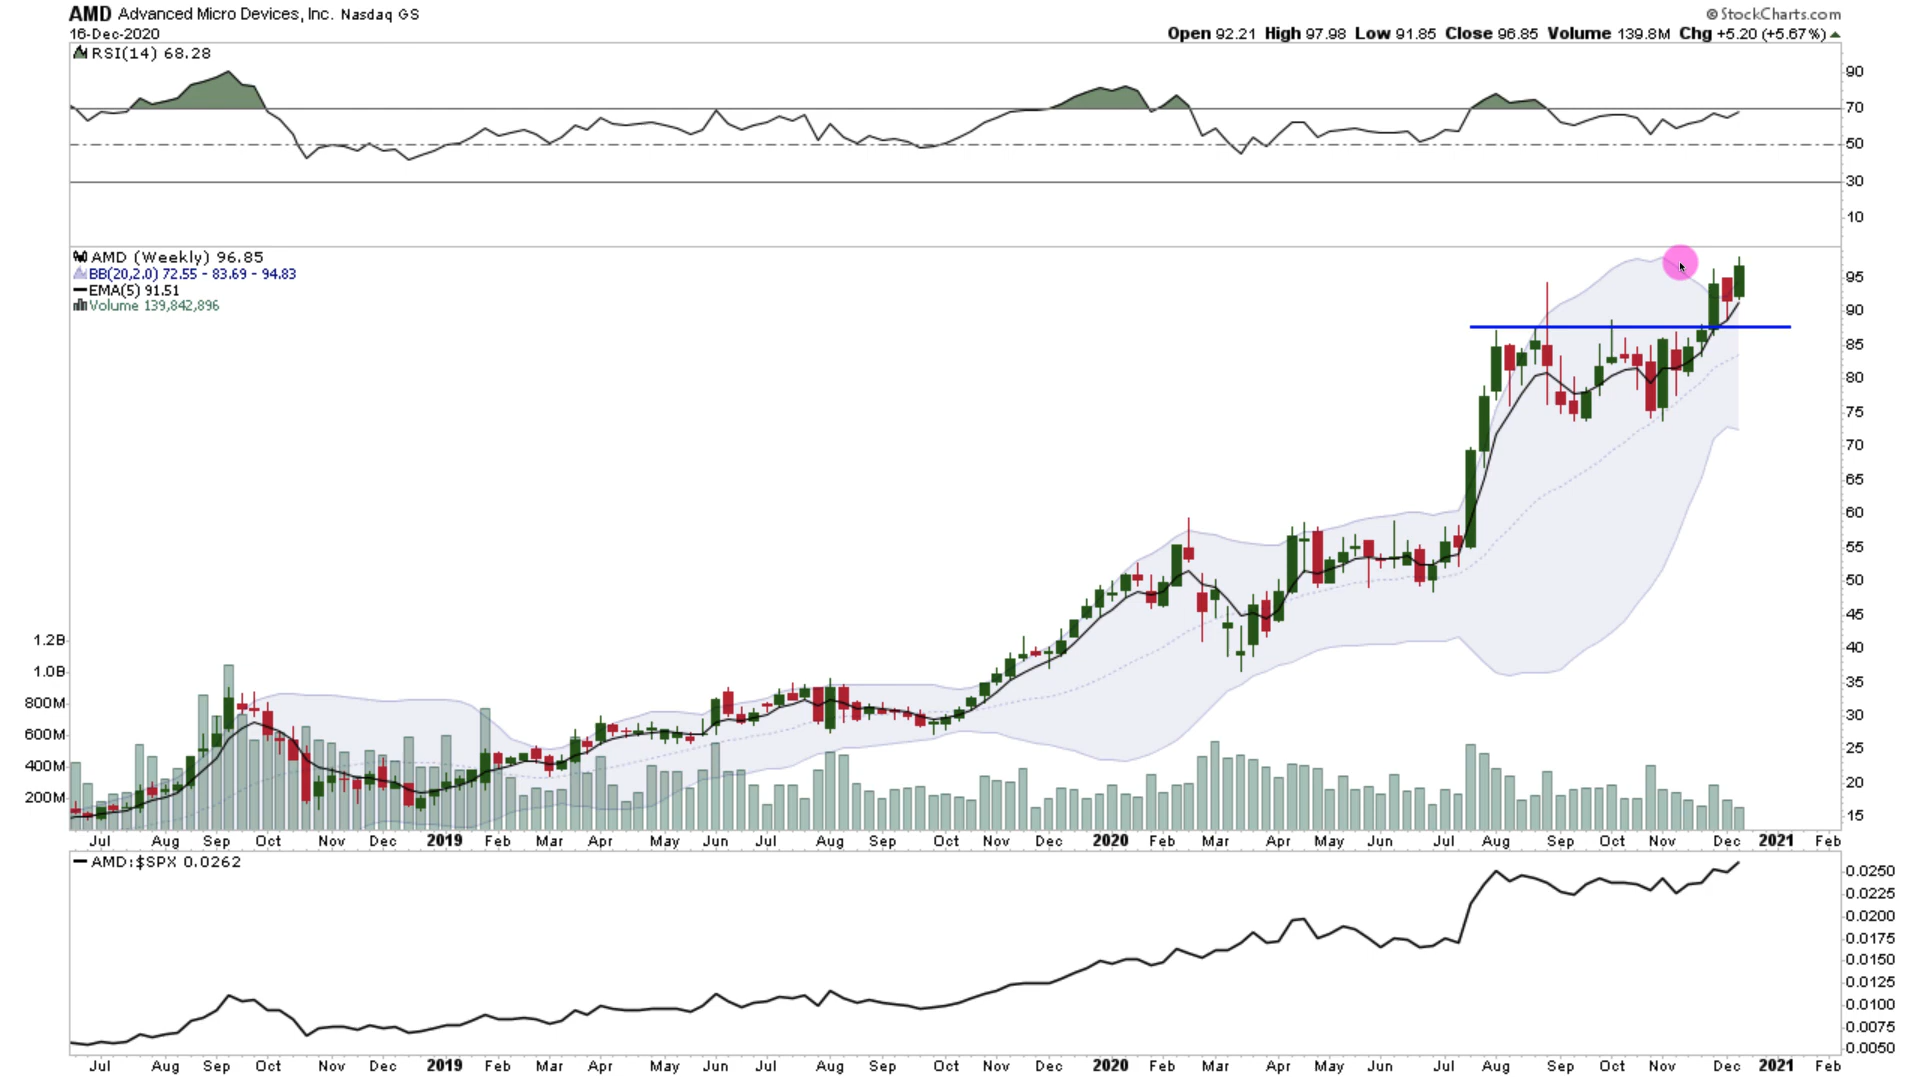 AMD Advanced Micro Devices, Inc. Nasdaq GS
© StockCharts.com
16-Dec-2020
Open 92.21 High 97.98 Low 91.85 Close 96.85 Volume 139.8M Chg +5.20 (+5.67%)
RSI(14) 68.28
90
70
50
30
10
AMD (Weekly) 96.85
BB(20,2.0) 72.55 - 83.69 - 94.83
EMA(5) 91.51
Volume 139,842,896
95
90
85
80
75
70
65
60
55
50
45
40
35
30
25
20
15
1.2B
1.0B
800M
600M
400M
200M
Jul Aug Sep Oct Nov Dec 2019 Feb Mar Apr May Jun Jul Aug Sep Oct Nov Dec 2020 Feb Mar Apr May Jun Jul Aug Sep Oct Nov Dec 2021 Feb
AMD:$SPX 0.0262
0.0250
0.0225
0.0200
0.0175
0.0150
0.0125
0.0100
0.0075
0.0050
Jul Aug Sep Oct Nov Dec 2019 Feb Mar Apr May Jun Jul Aug Sep Oct Nov Dec 2020 Feb Mar Apr May Jun Jul Aug Sep Oct Nov Dec 2021 Feb